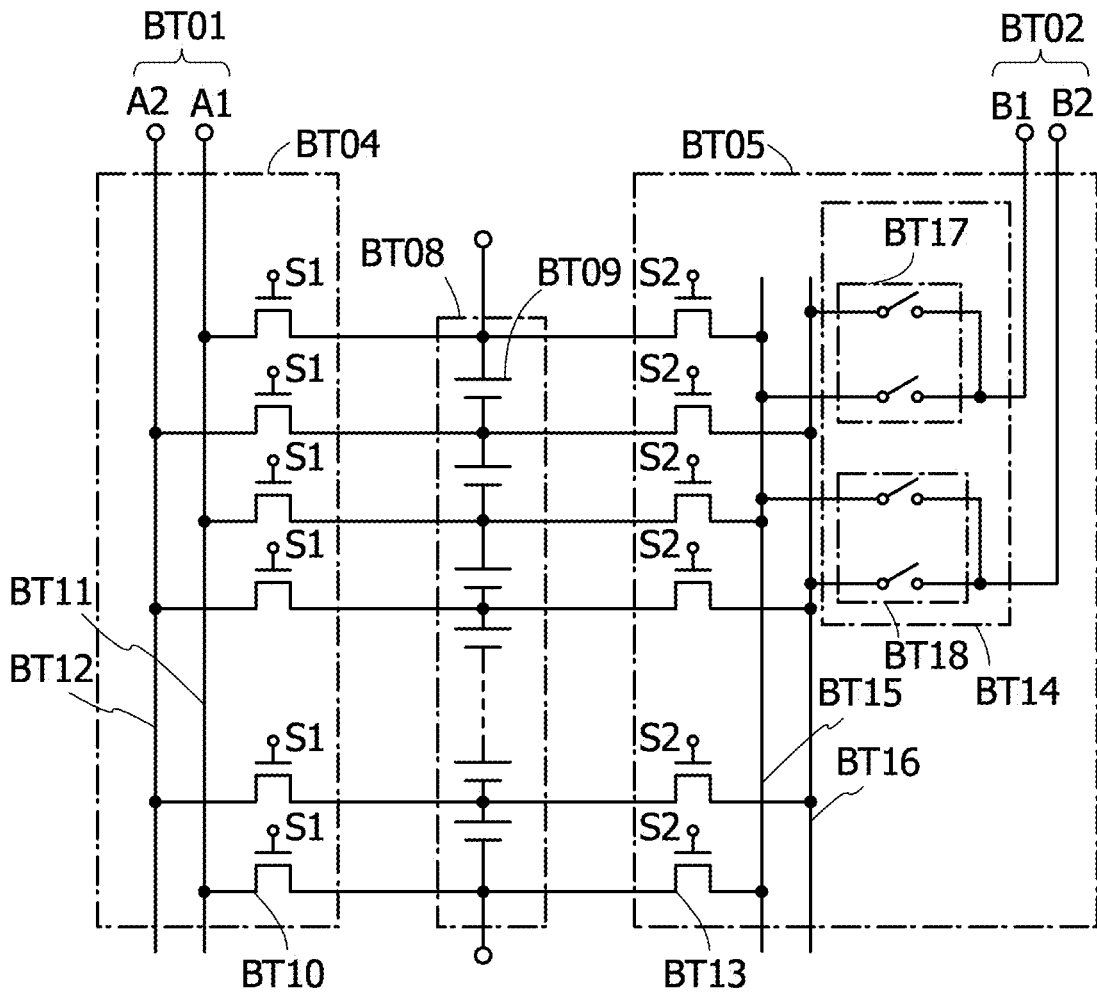 BT01 BT02
A2 A1 B1 B2
BT04 BT05
BT08 BT09 BT17
S1 S2
S1 S2
S1 S2
S1 S2
BT11
BT12 BT18
BT15 BT14
S1 S2 BT16
S1 S2
BT10 BT13